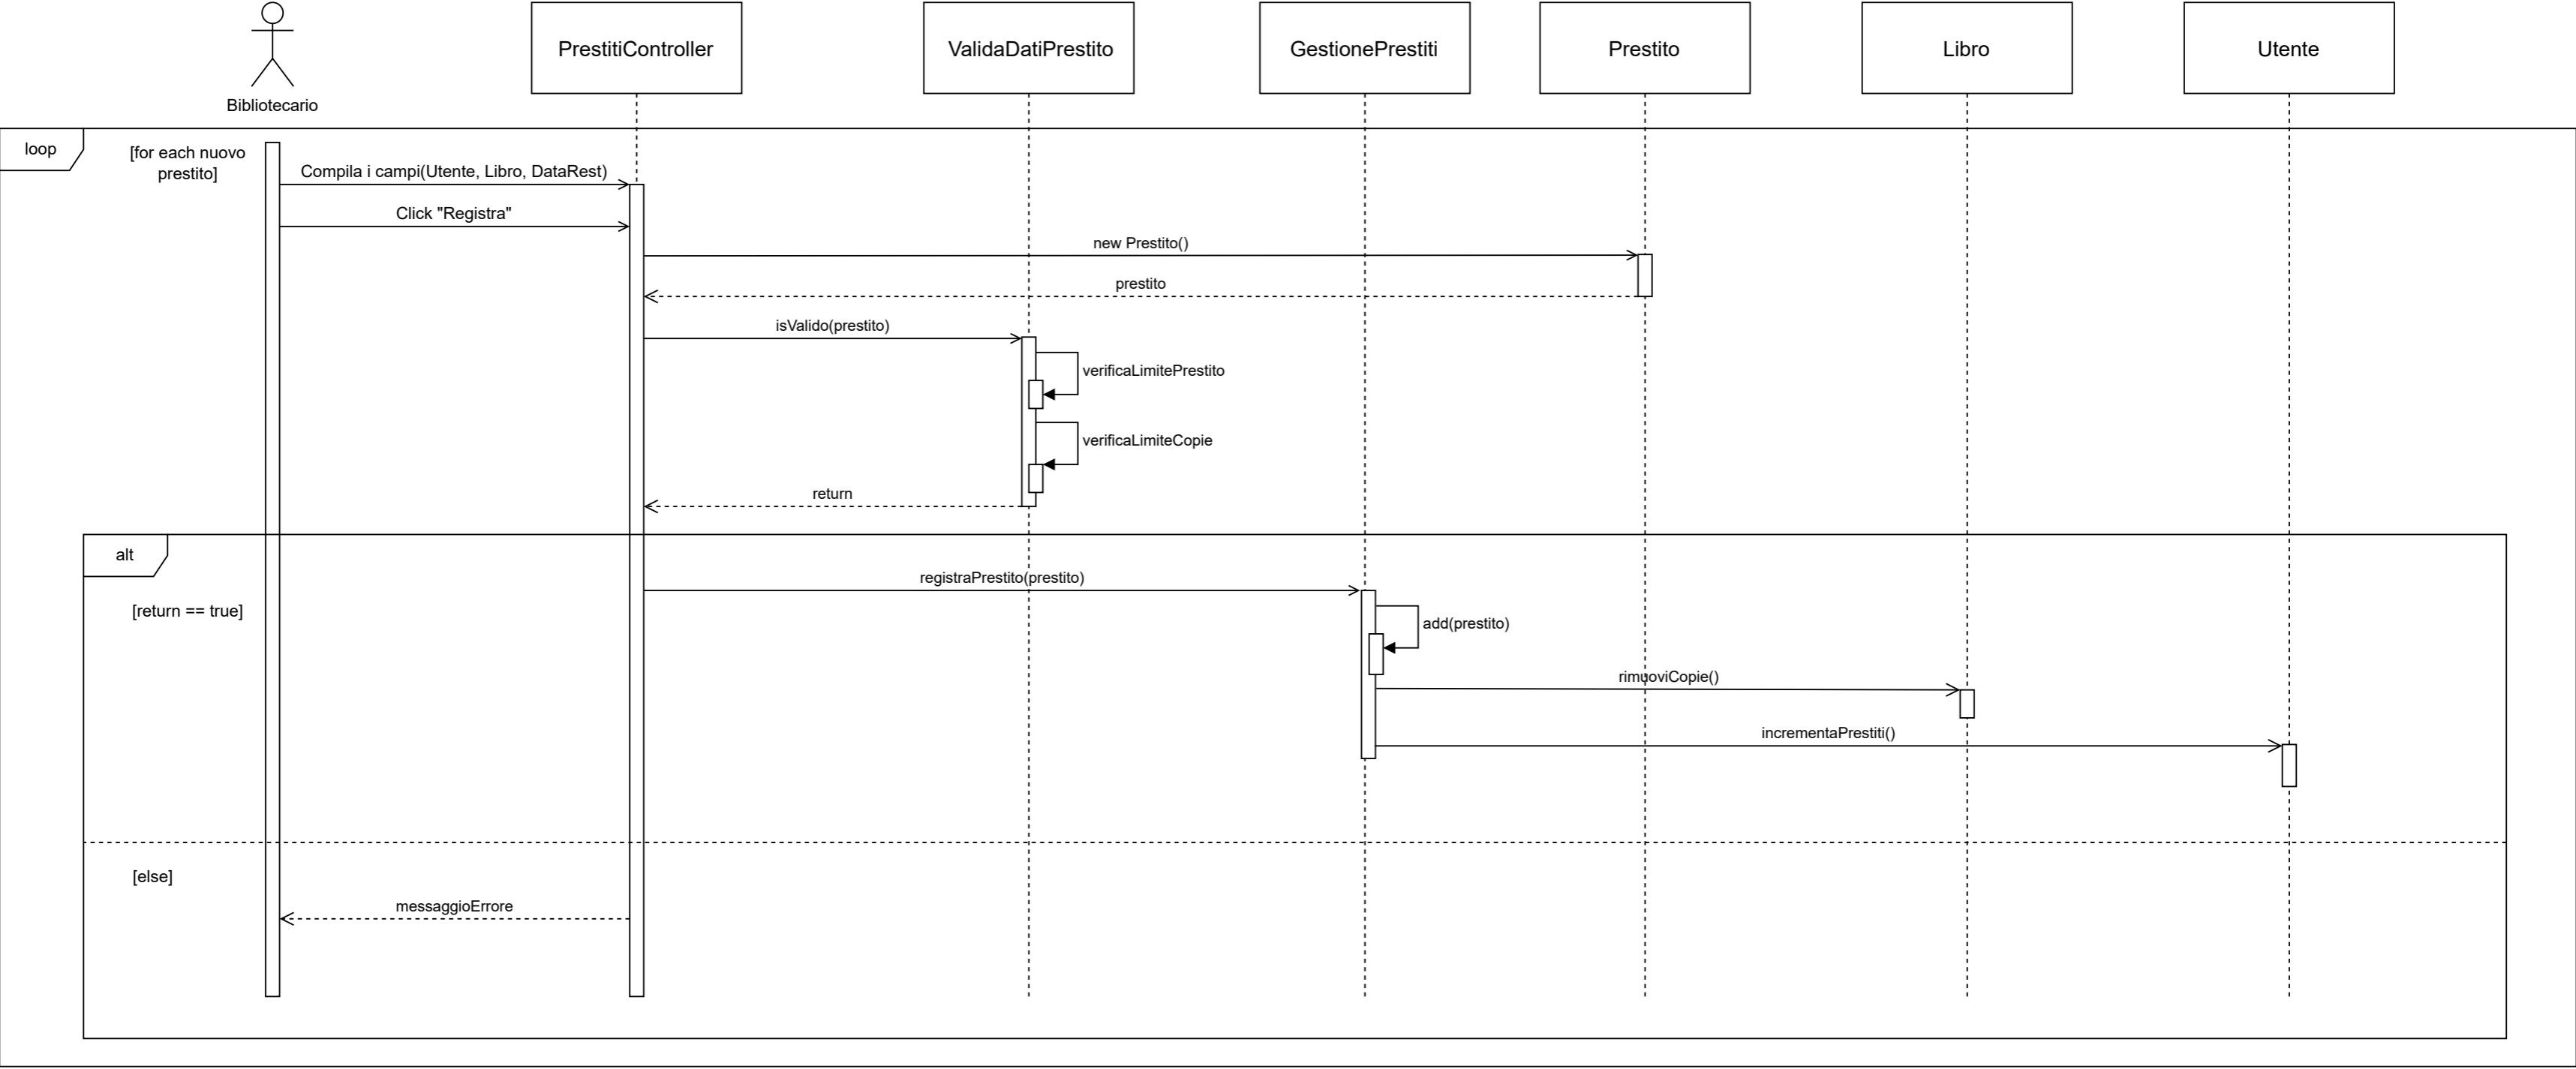 Bibliotecario
PrestitiController
ValidaDatiPrestito
GestionePrestiti
Prestito
Libro
Utente
loop
[for each nuovo
prestito]
Compila i campi(Utente, Libro, DataRest)
Click "Registra"
new Prestito()
prestito
isValido(prestito)
verificaLimitePrestito
verificaLimiteCopie
return
alt
[return == true]
registraPrestito(prestito)
add(prestito)
rimuoviCopie()
incrementaPrestiti()
[else]
messaggioErrore